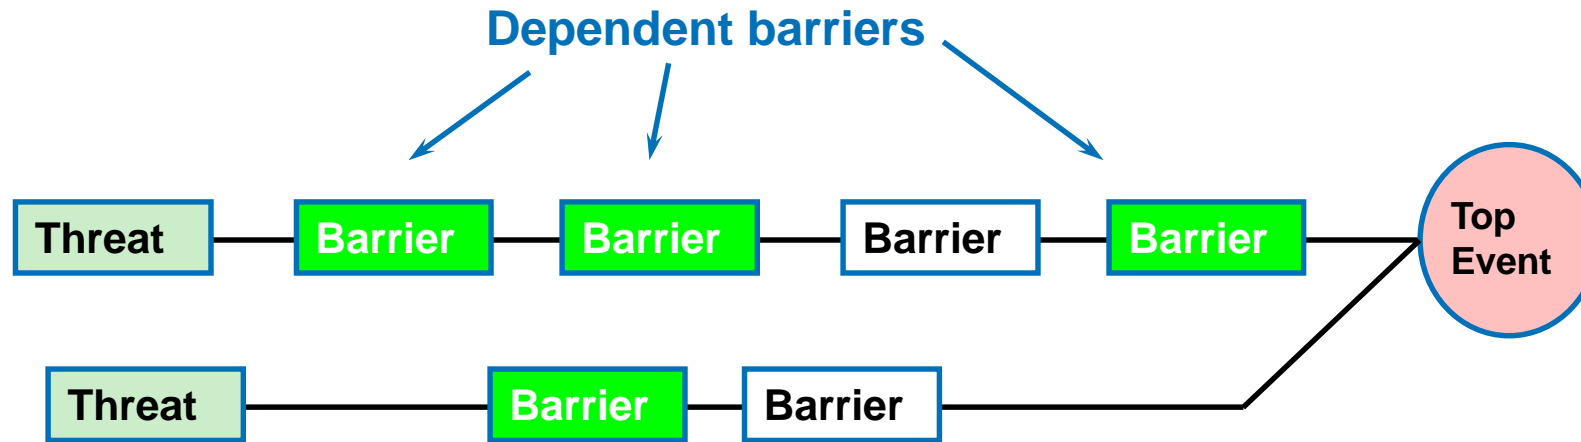 Dependent barriers
Threat
Barrier
Barrier
Barrier
Barrier
Top
Event
Threat
Barrier
Barrier